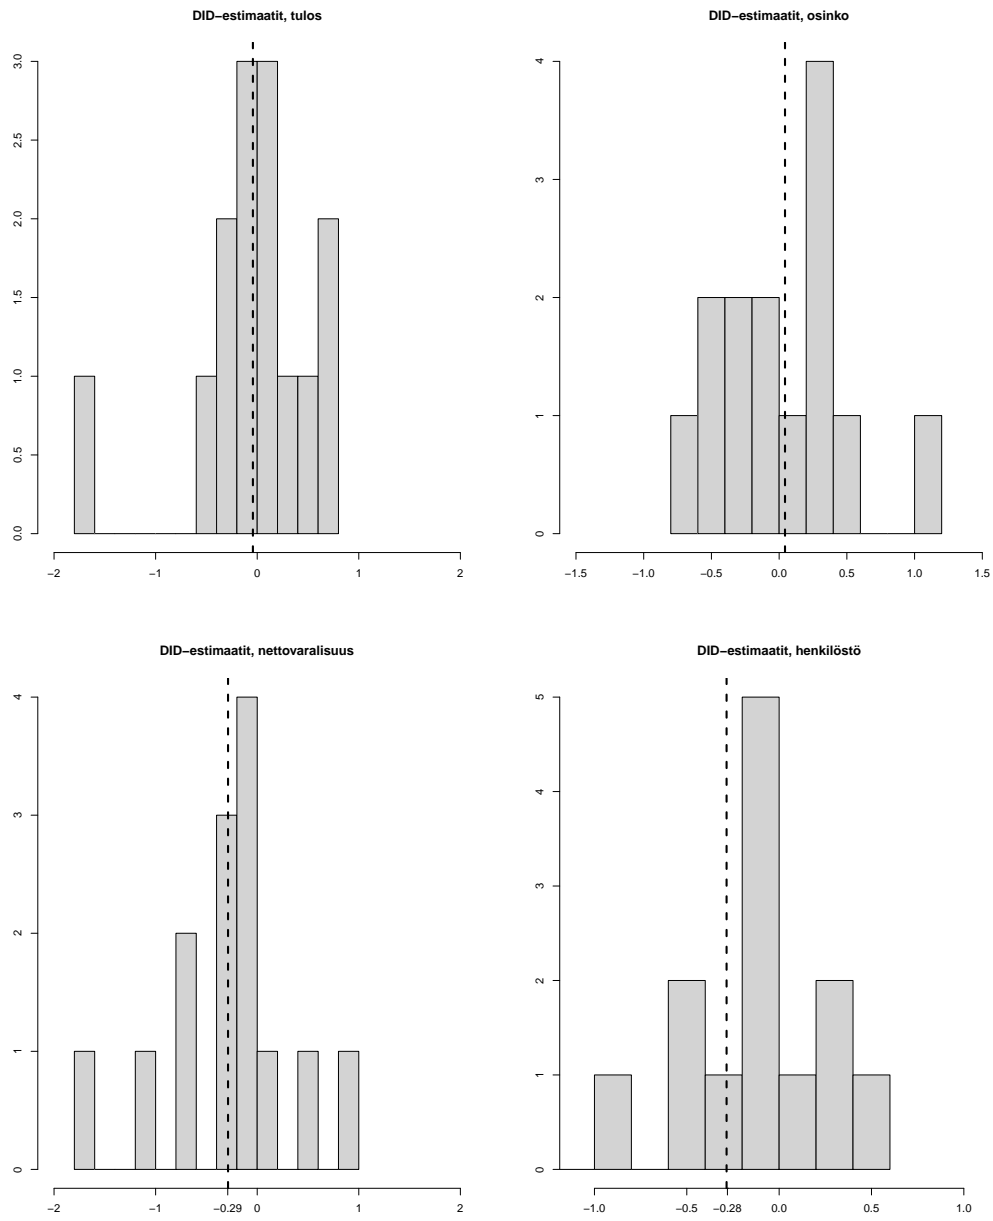 DID−estimaatit, tulos
3.0
2.5
2.0
1.5
1.0
0.5
0.0
−2 −1 0 1 2
DID−estimaatit, osinko
4
3
2
1
0
−1.5 −1.0 −0.5 0.0 0.5 1.0 1.5
DID−estimaatit, nettovaralisuus
4
3
2
1
0
−2 −1 −0.29 0 1 2
DID−estimaatit, henkilöstö
5
4
3
2
1
0
−1.0 −0.5 −0.28 0.0 0.5 1.0